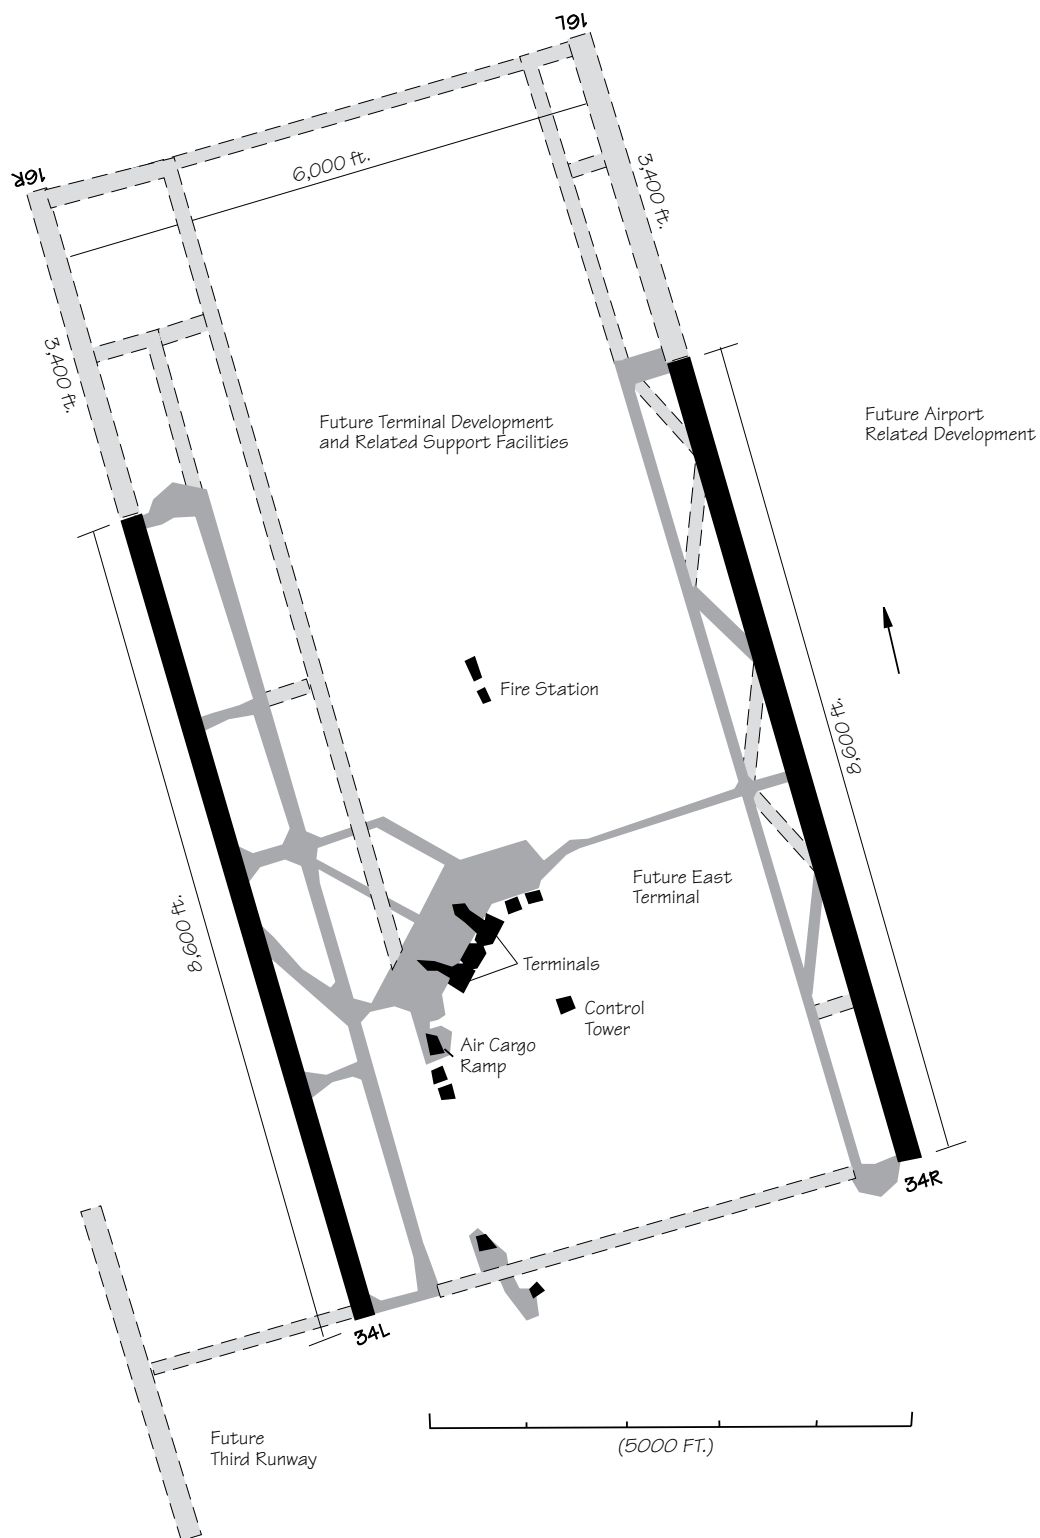 16L
16R
6,000 ft.
3,400 ft.
3,400 ft.
Future Terminal Development
and Related Support Facilities
Future Airport
Related Development
Fire Station
8,600 ft.
Future East
Terminal
8,600 ft.
Terminals
Control
Tower
Air Cargo
Ramp
34R
34L
Future
Third Runway
(5000 FT.)